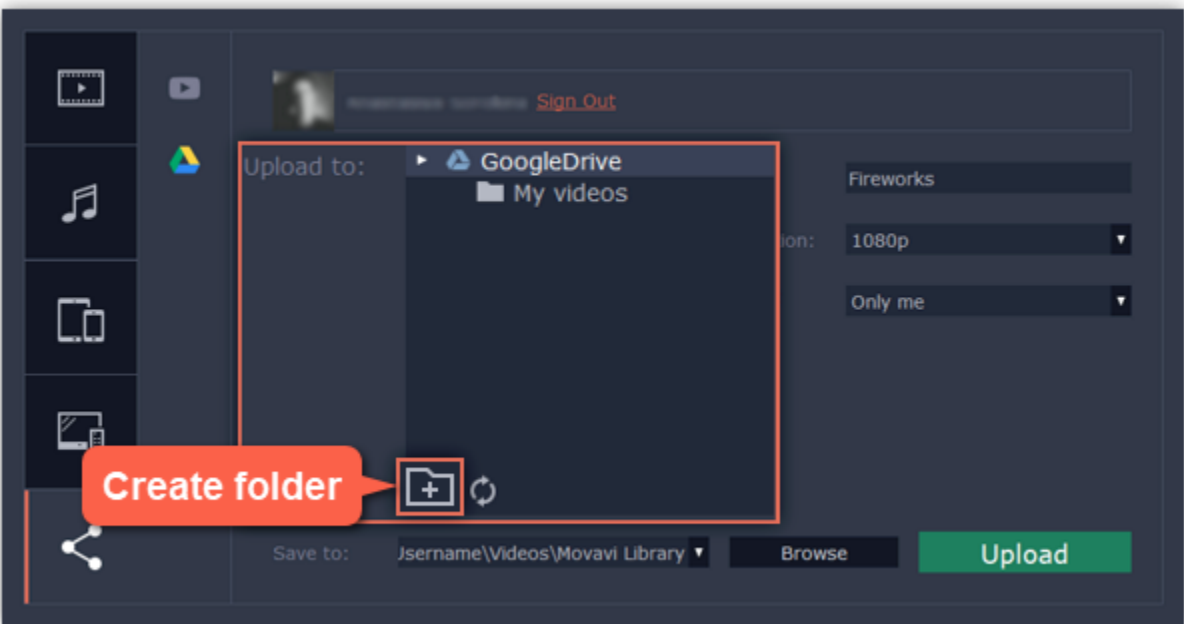 Sign Out
Upload to:
GoogleDrive
My videos
Fireworks
ion:
1080p
Only me
Create folder
Save to:
Username\Videos\Movavi Library
Browse
Upload